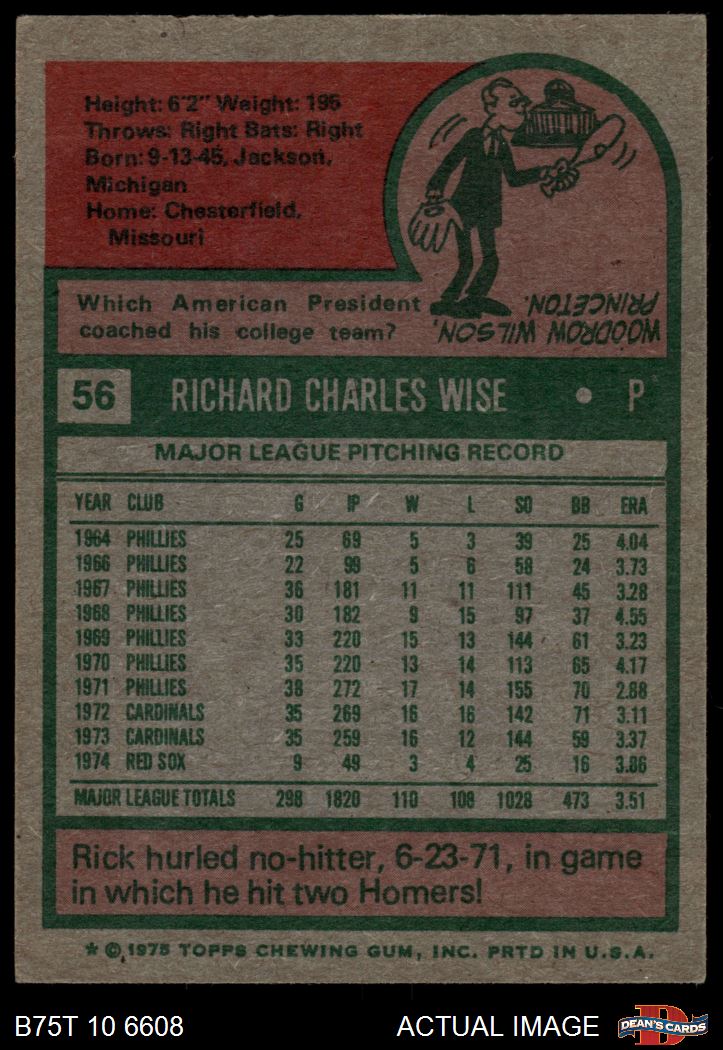 Height: 6'2" Weight: 195
Throws: Right Bats: Right
Born: 9-13-45, Jackson,
Michigan
Home: Chesterfield,
Missouri
Which American President
coached his college team?
WOODROW WILSON,
PRINCETON.
56 RICHARD CHARLES WISE • P
MAJOR LEAGUE PITCHING RECORD
YEAR CLUB G IP W L SO BB ERA
1964 PHILLIES 25 69 5 3 39 25 4.04
1966 PHILLIES 22 99 5 6 58 24 3.73
1967 PHILLIES 36 181 11 11 111 45 3.28
1968 PHILLIES 30 182 9 15 97 37 4.55
1969 PHILLIES 33 220 15 13 144 61 3.23
1970 PHILLIES 35 220 13 14 113 65 4.17
1971 PHILLIES 38 272 17 14 155 70 2.88
1972 CARDINALS 35 269 16 16 142 71 3.11
1973 CARDINALS 35 259 16 12 144 59 3.37
1974 RED SOX 9 49 3 4 25 16 3.86
MAJOR LEAGUE TOTALS 298 1820 110 108 1028 473 3.51
Rick hurled no-hitter, 6-23-71, in game
in which he hit two Homers!
* © 1975 TOPPS CHEWING GUM, INC. PRTD IN U.S.A.
B75T 10 6608 ACTUAL IMAGE DEAN'S CARDS